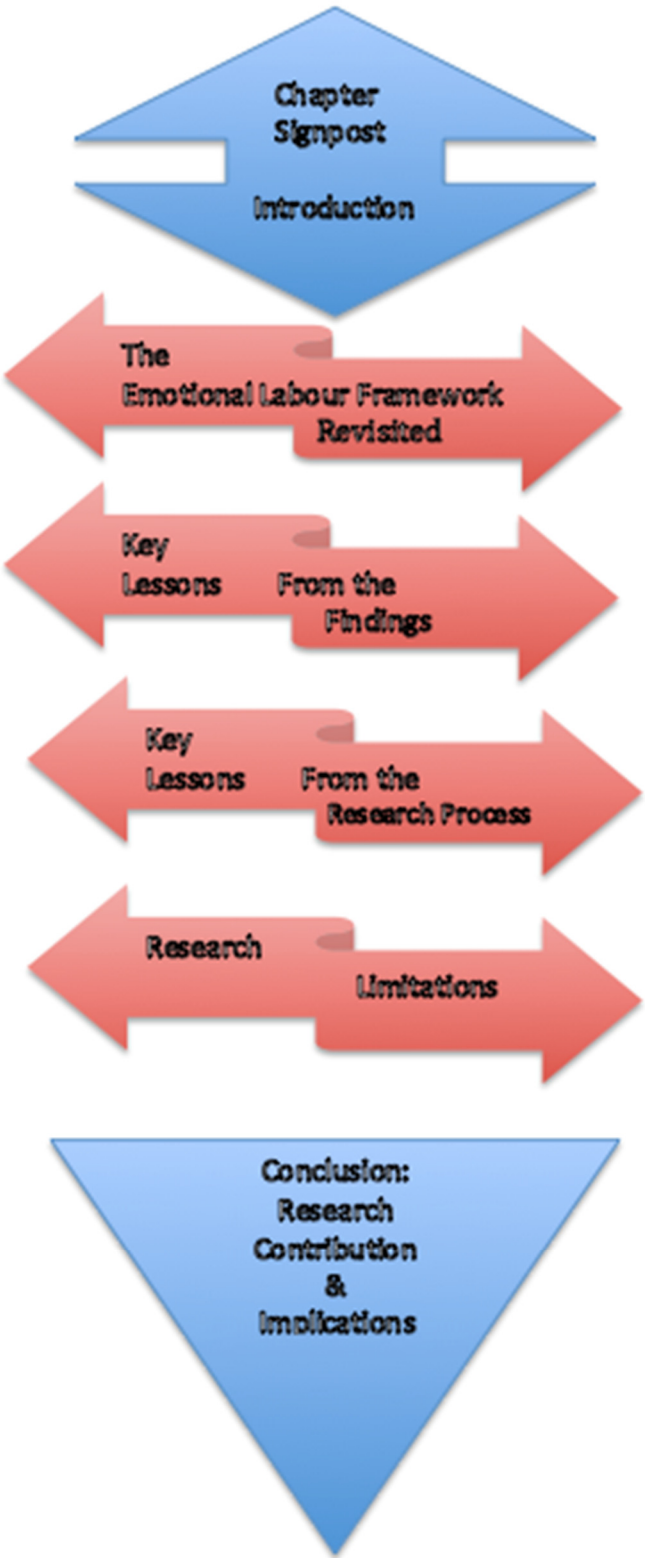 Chapter
Signpost
Introduction
The
Emotional Labour Framework
Revisited
Key
Lessons From the
Findings
Key
Lessons From the
Research Process
Research
Limitations
Conclusion:
Research
Contribution
&
Implications